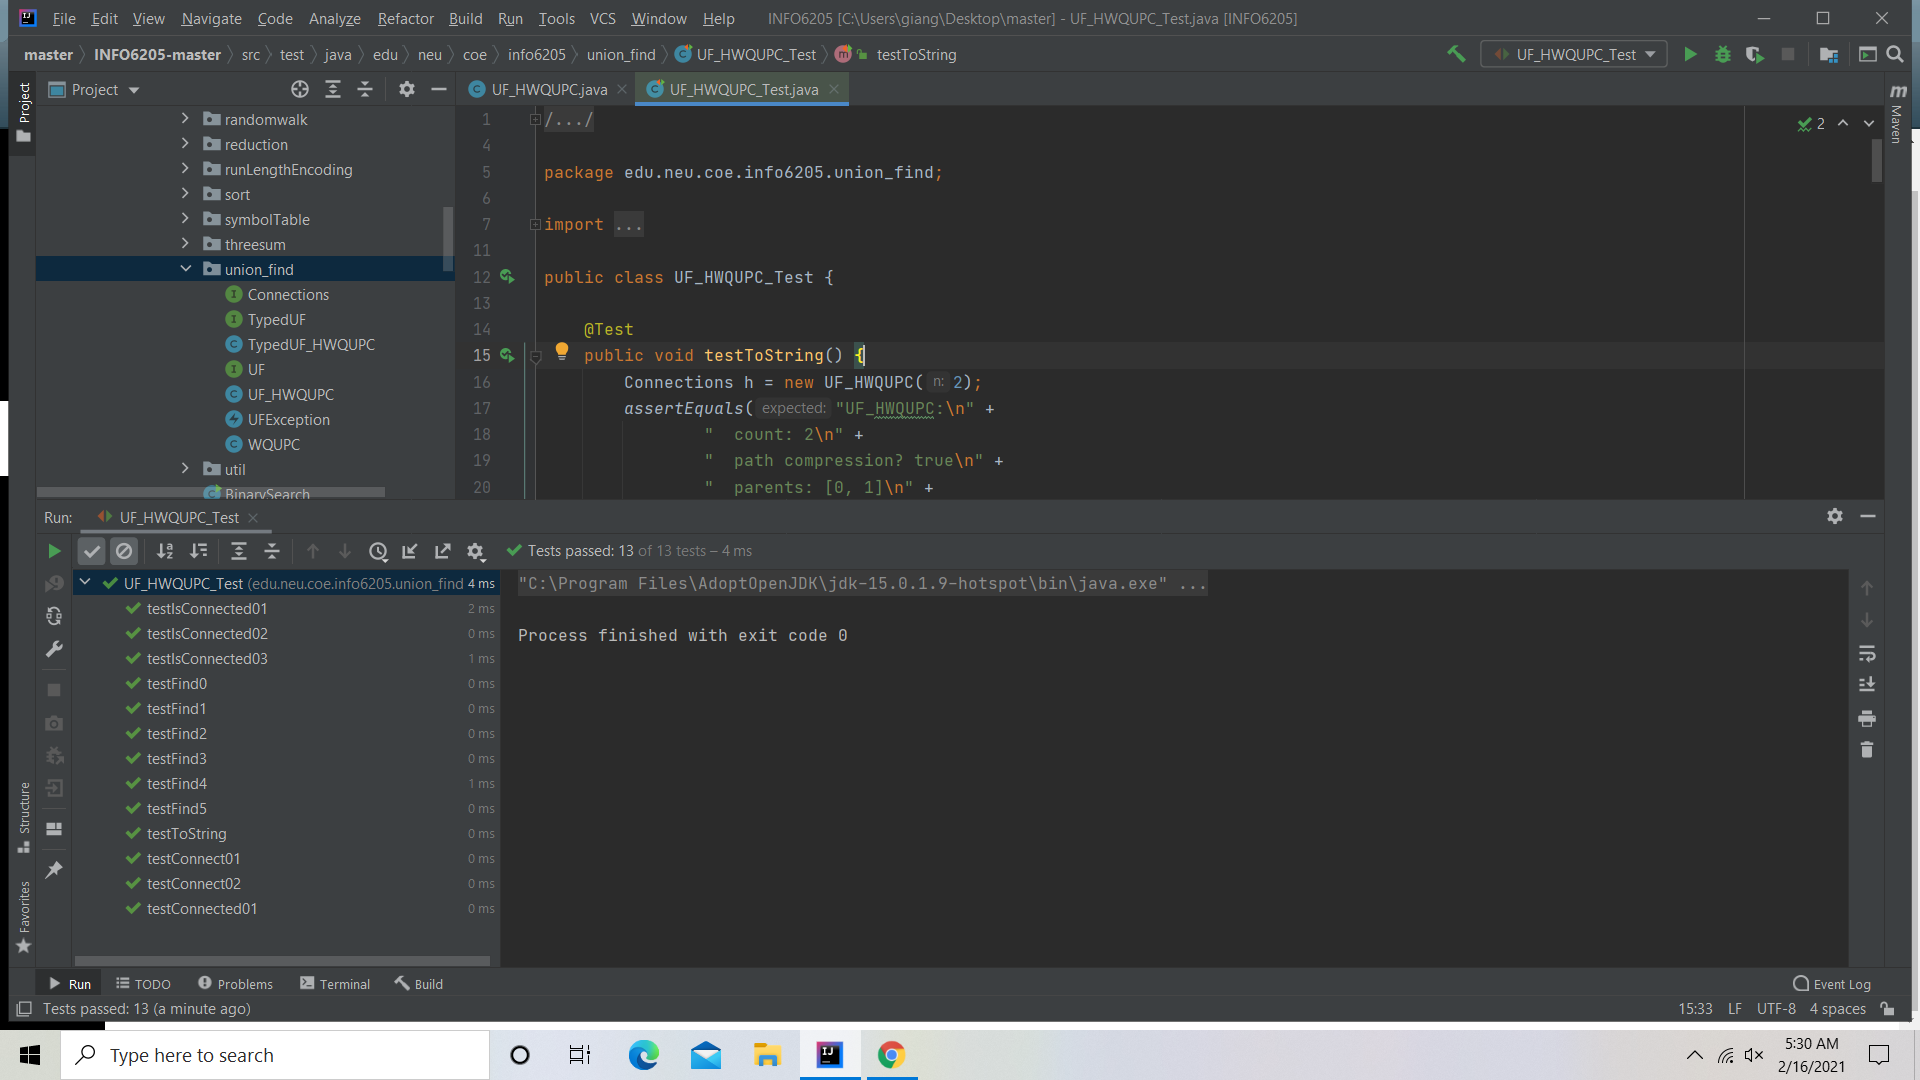 File Edit View Navigate Code Analyze Refactor Build Run Tools VCS Window Help INFO6205 [C:\Users\giang\Desktop\master] - UF_HWQUPC_Test.java [INFO6205]
master INFO6205-master src test java edu neu coe info6205 union_find UF_HWQUPC_Test testToString UF_HWQUPC_Test
Project
Project
UF_HWQUPC.java
UF_HWQUPC_Test.java
Maven
randomwalk
reduction
runLengthEncoding
sort
symbolTable
threesum
union_find
Connections
TypedUF
TypedUF_HWQUPC
UF
UF_HWQUPC
UFException
WQUPC
util
BinarySearch
2
1 /.../
4
5 package edu.neu.coe.info6205.union_find;
6
7 import ...
11
12 public class UF_HWQUPC_Test {
13
14 @Test
15 public void testToString() {
16 Connections h = new UF_HWQUPC( n: 2);
17 assertEquals( expected: "UF_HWQUPC:\n" +
18 "  count: 2\n" +
19 "  path compression? true\n" +
20 "  parents: [0, 1]\n" +
Run: UF_HWQUPC_Test
Tests passed: 13 of 13 tests – 4 ms
UF_HWQUPC_Test (edu.neu.coe.info6205.union_find 4 ms
testIsConnected01 2 ms
testIsConnected02 0 ms
testIsConnected03 1 ms
testFind0 0 ms
testFind1 0 ms
testFind2 0 ms
testFind3 0 ms
testFind4 1 ms
testFind5 0 ms
testToString 0 ms
testConnect01 0 ms
testConnect02 0 ms
testConnected01 0 ms
"C:\Program Files\AdoptOpenJDK\jdk-15.0.1.9-hotspot\bin\java.exe" ...
Process finished with exit code 0
Structure
Favorites
Run TODO Problems Terminal Build Event Log
Tests passed: 13 (a minute ago) 15:33 LF UTF-8 4 spaces
Type here to search
5:30 AM
2/16/2021